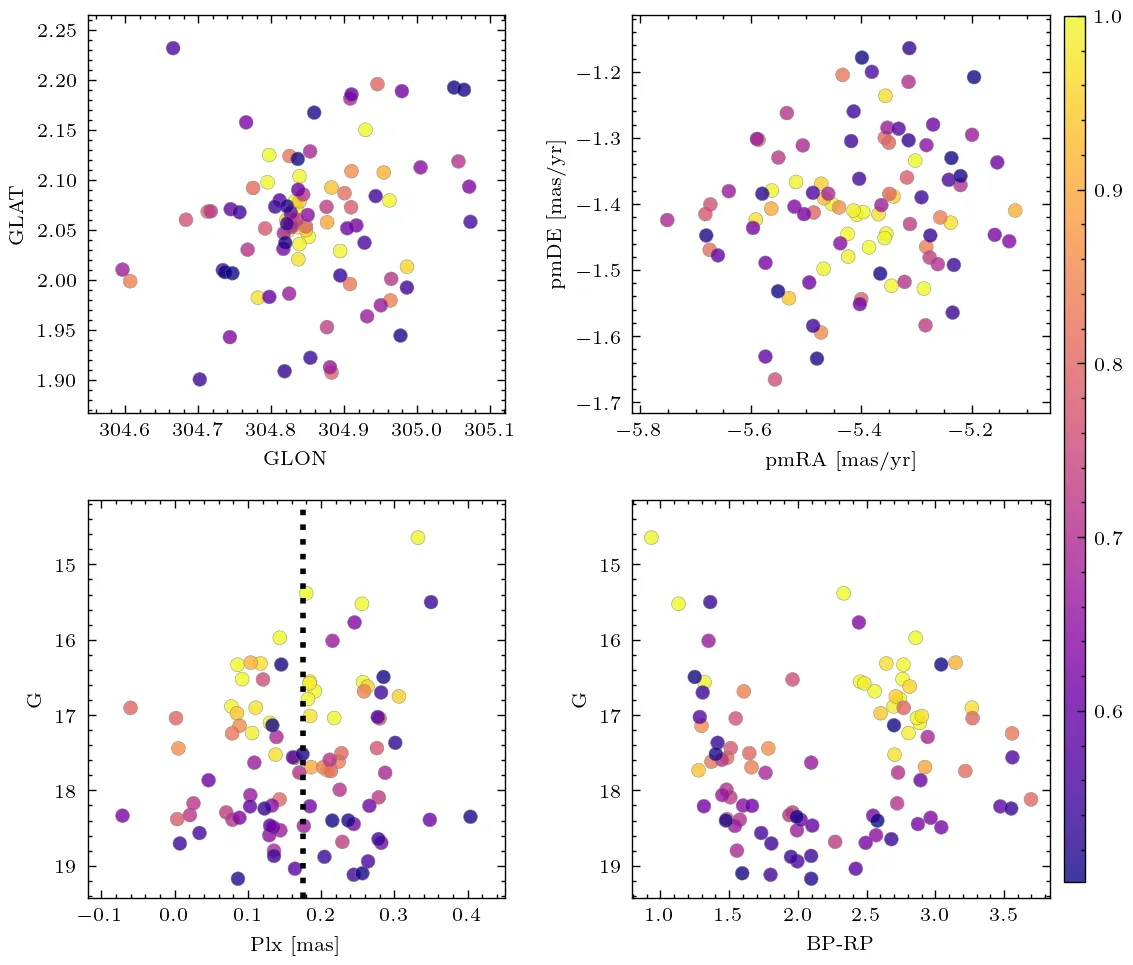 2.25
2.20
2.15
2.10
2.05
2.00
1.95
1.90
GLAT
304.6 304.7 304.8 304.9 305.0 305.1
GLON
−1.2
−1.3
−1.4
−1.5
−1.6
−1.7
pmDE [mas/yr]
−5.8 −5.6 −5.4 −5.2
pmRA [mas/yr]
1.0
0.9
0.8
0.7
0.6
15
16
17
18
19
G
−0.1 0.0 0.1 0.2 0.3 0.4
Plx [mas]
15
16
17
18
19
G
1.0 1.5 2.0 2.5 3.0 3.5
BP-RP